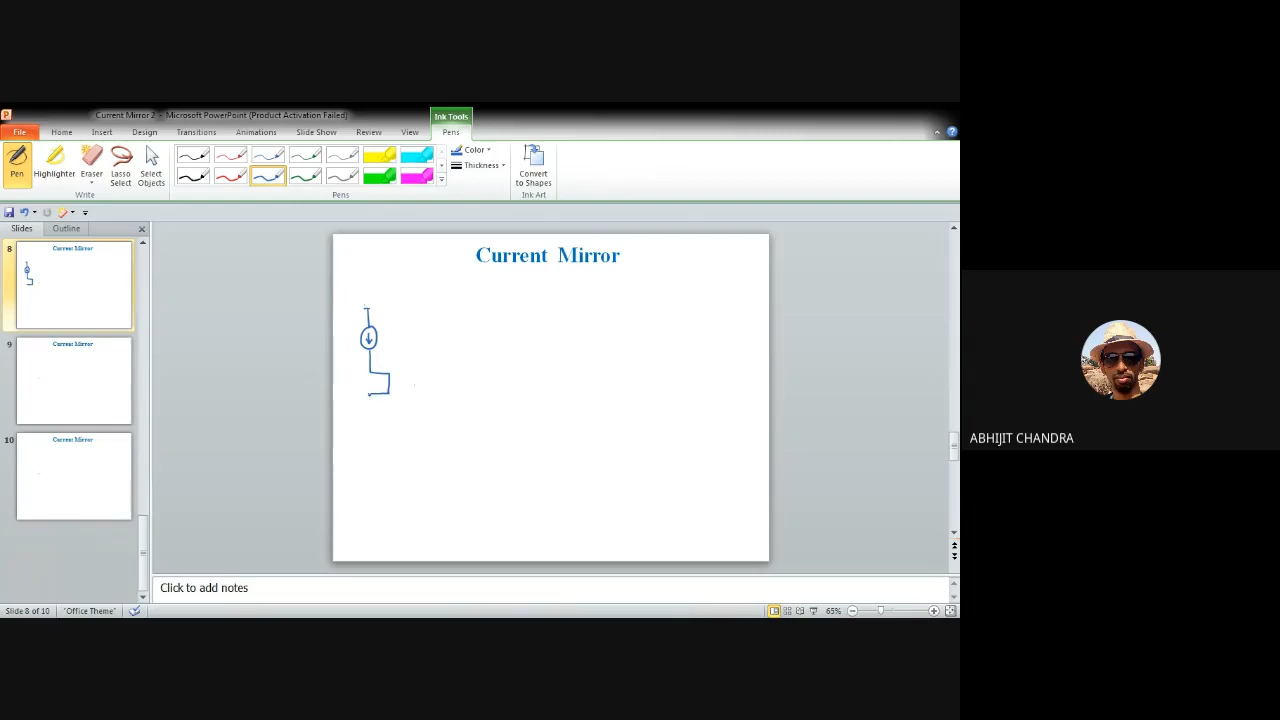 Current Mirror 2 - Microsoft PowerPoint (Product Activation Failed)
Ink Tools
File Home Insert Design Transitions Animations Slide Show Review View Pens
Pen Highlighter Eraser Lasso Select Select Objects
Color
Thickness
Convert to Shapes
Write Pens Ink Art
Slides Outline
8 Current Mirror
9 Current Mirror
10 Current Mirror
Current Mirror
ABHIJIT CHANDRA
Click to add notes
Slide 8 of 10 "Office Theme" 65%